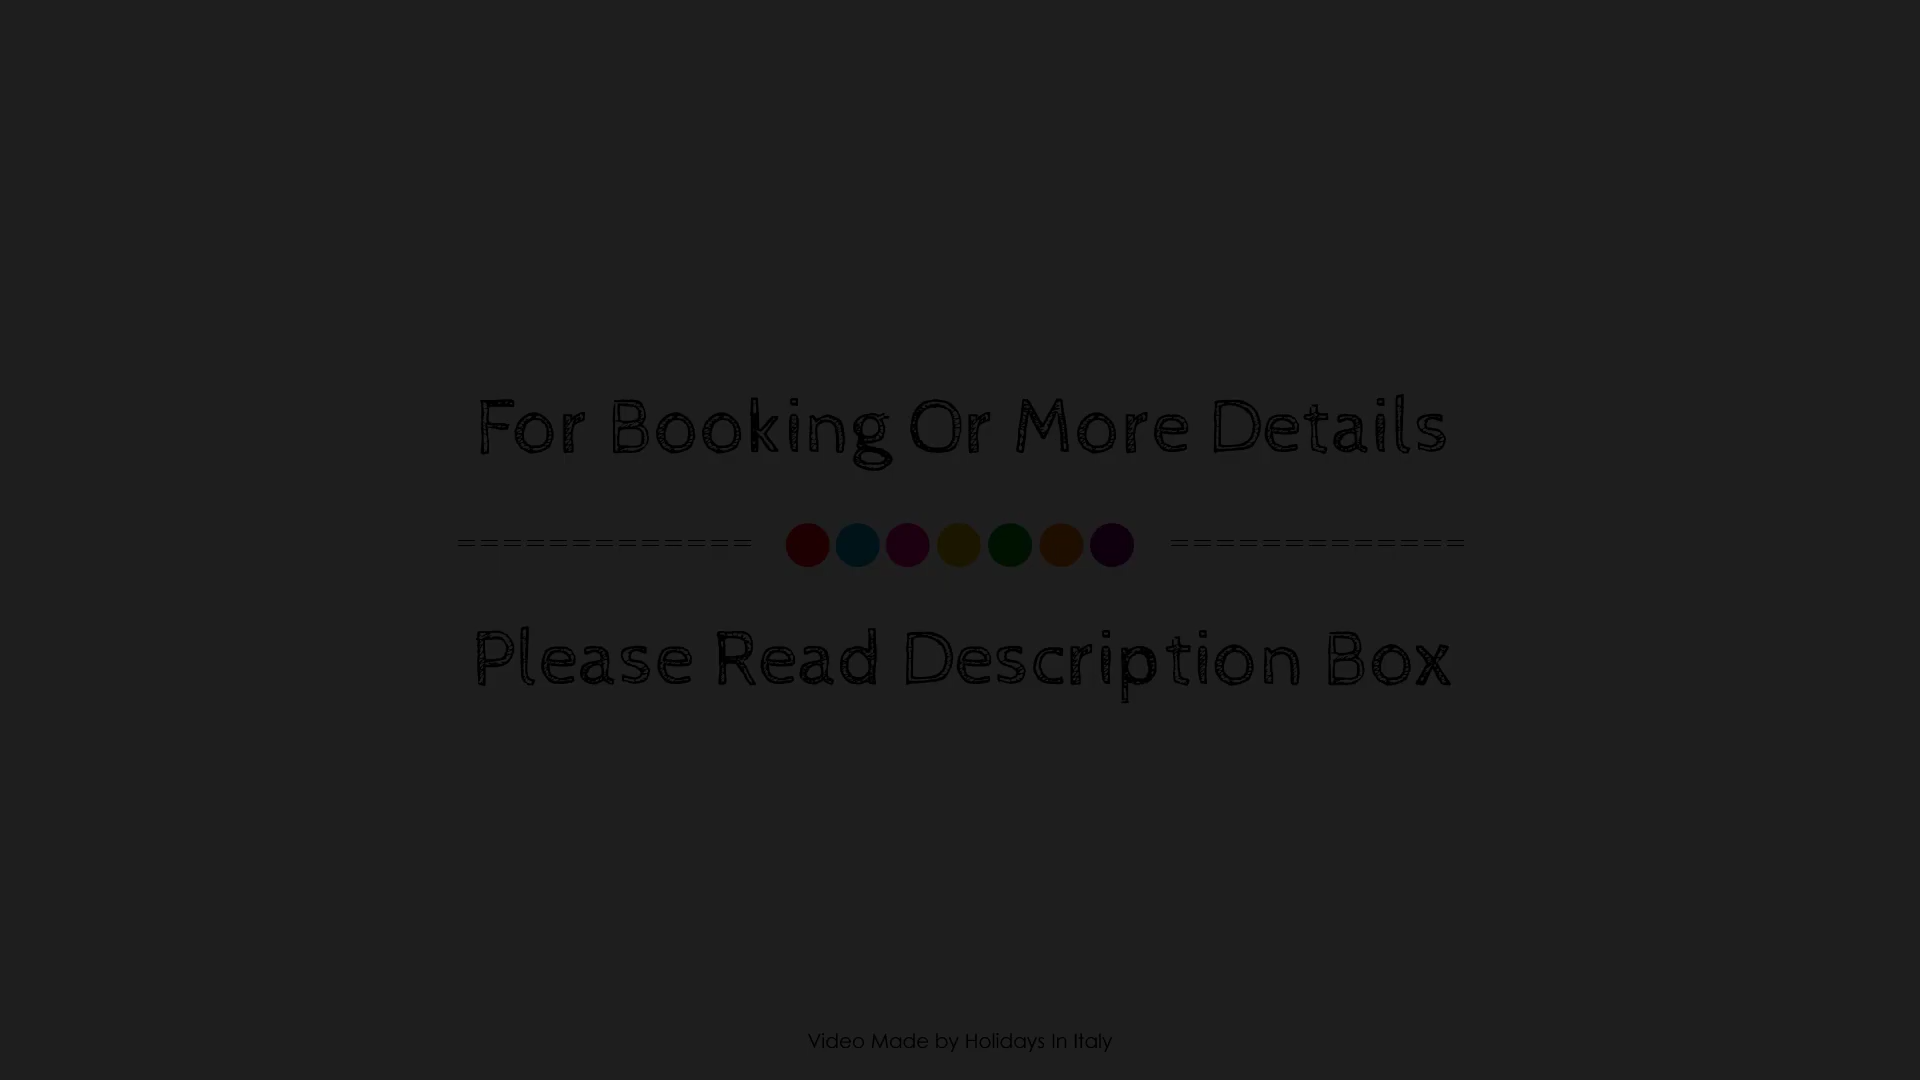 For Booking Or More Details
============= =============
Please Read Description Box
Video Made by Holidays In Italy